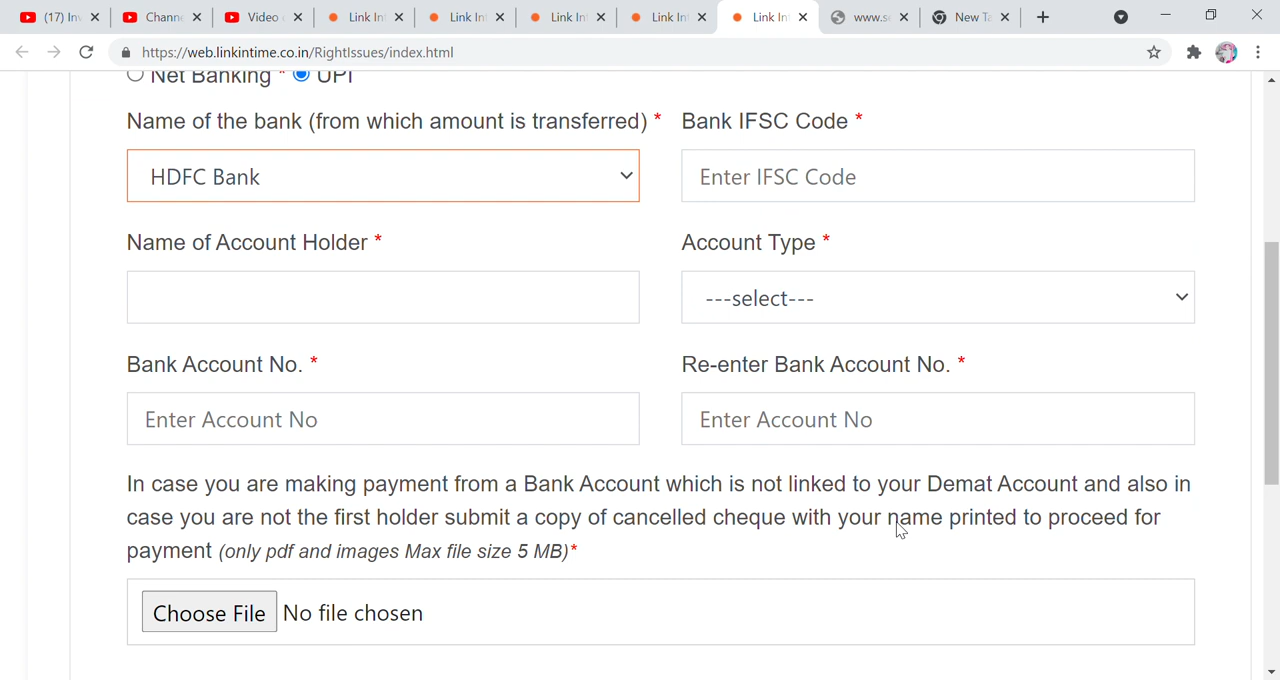 (17) Inv
Chann
Video
Link In
Link In
Link In
Link In
Link In
www.s
New Ta
https://web.linkintime.co.in/RightIssues/index.html
Net Banking * UPI
Name of the bank (from which amount is transferred) * Bank IFSC Code *
HDFC Bank
Enter IFSC Code
Name of Account Holder * Account Type *
---select---
Bank Account No. * Re-enter Bank Account No. *
Enter Account No
Enter Account No
In case you are making payment from a Bank Account which is not linked to your Demat Account and also in
case you are not the first holder submit a copy of cancelled cheque with your name printed to proceed for
payment (only pdf and images Max file size 5 MB)*
Choose File No file chosen